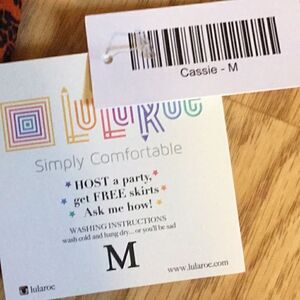 Cassie - M
LuLaRoe
Simply Comfortable
HOST a party,
get FREE skirts
Ask me how!
WASHING INSTRUCTIONS
wash cold and hang dry... or you'll be sad
M
www.lularoe.com
lularoe